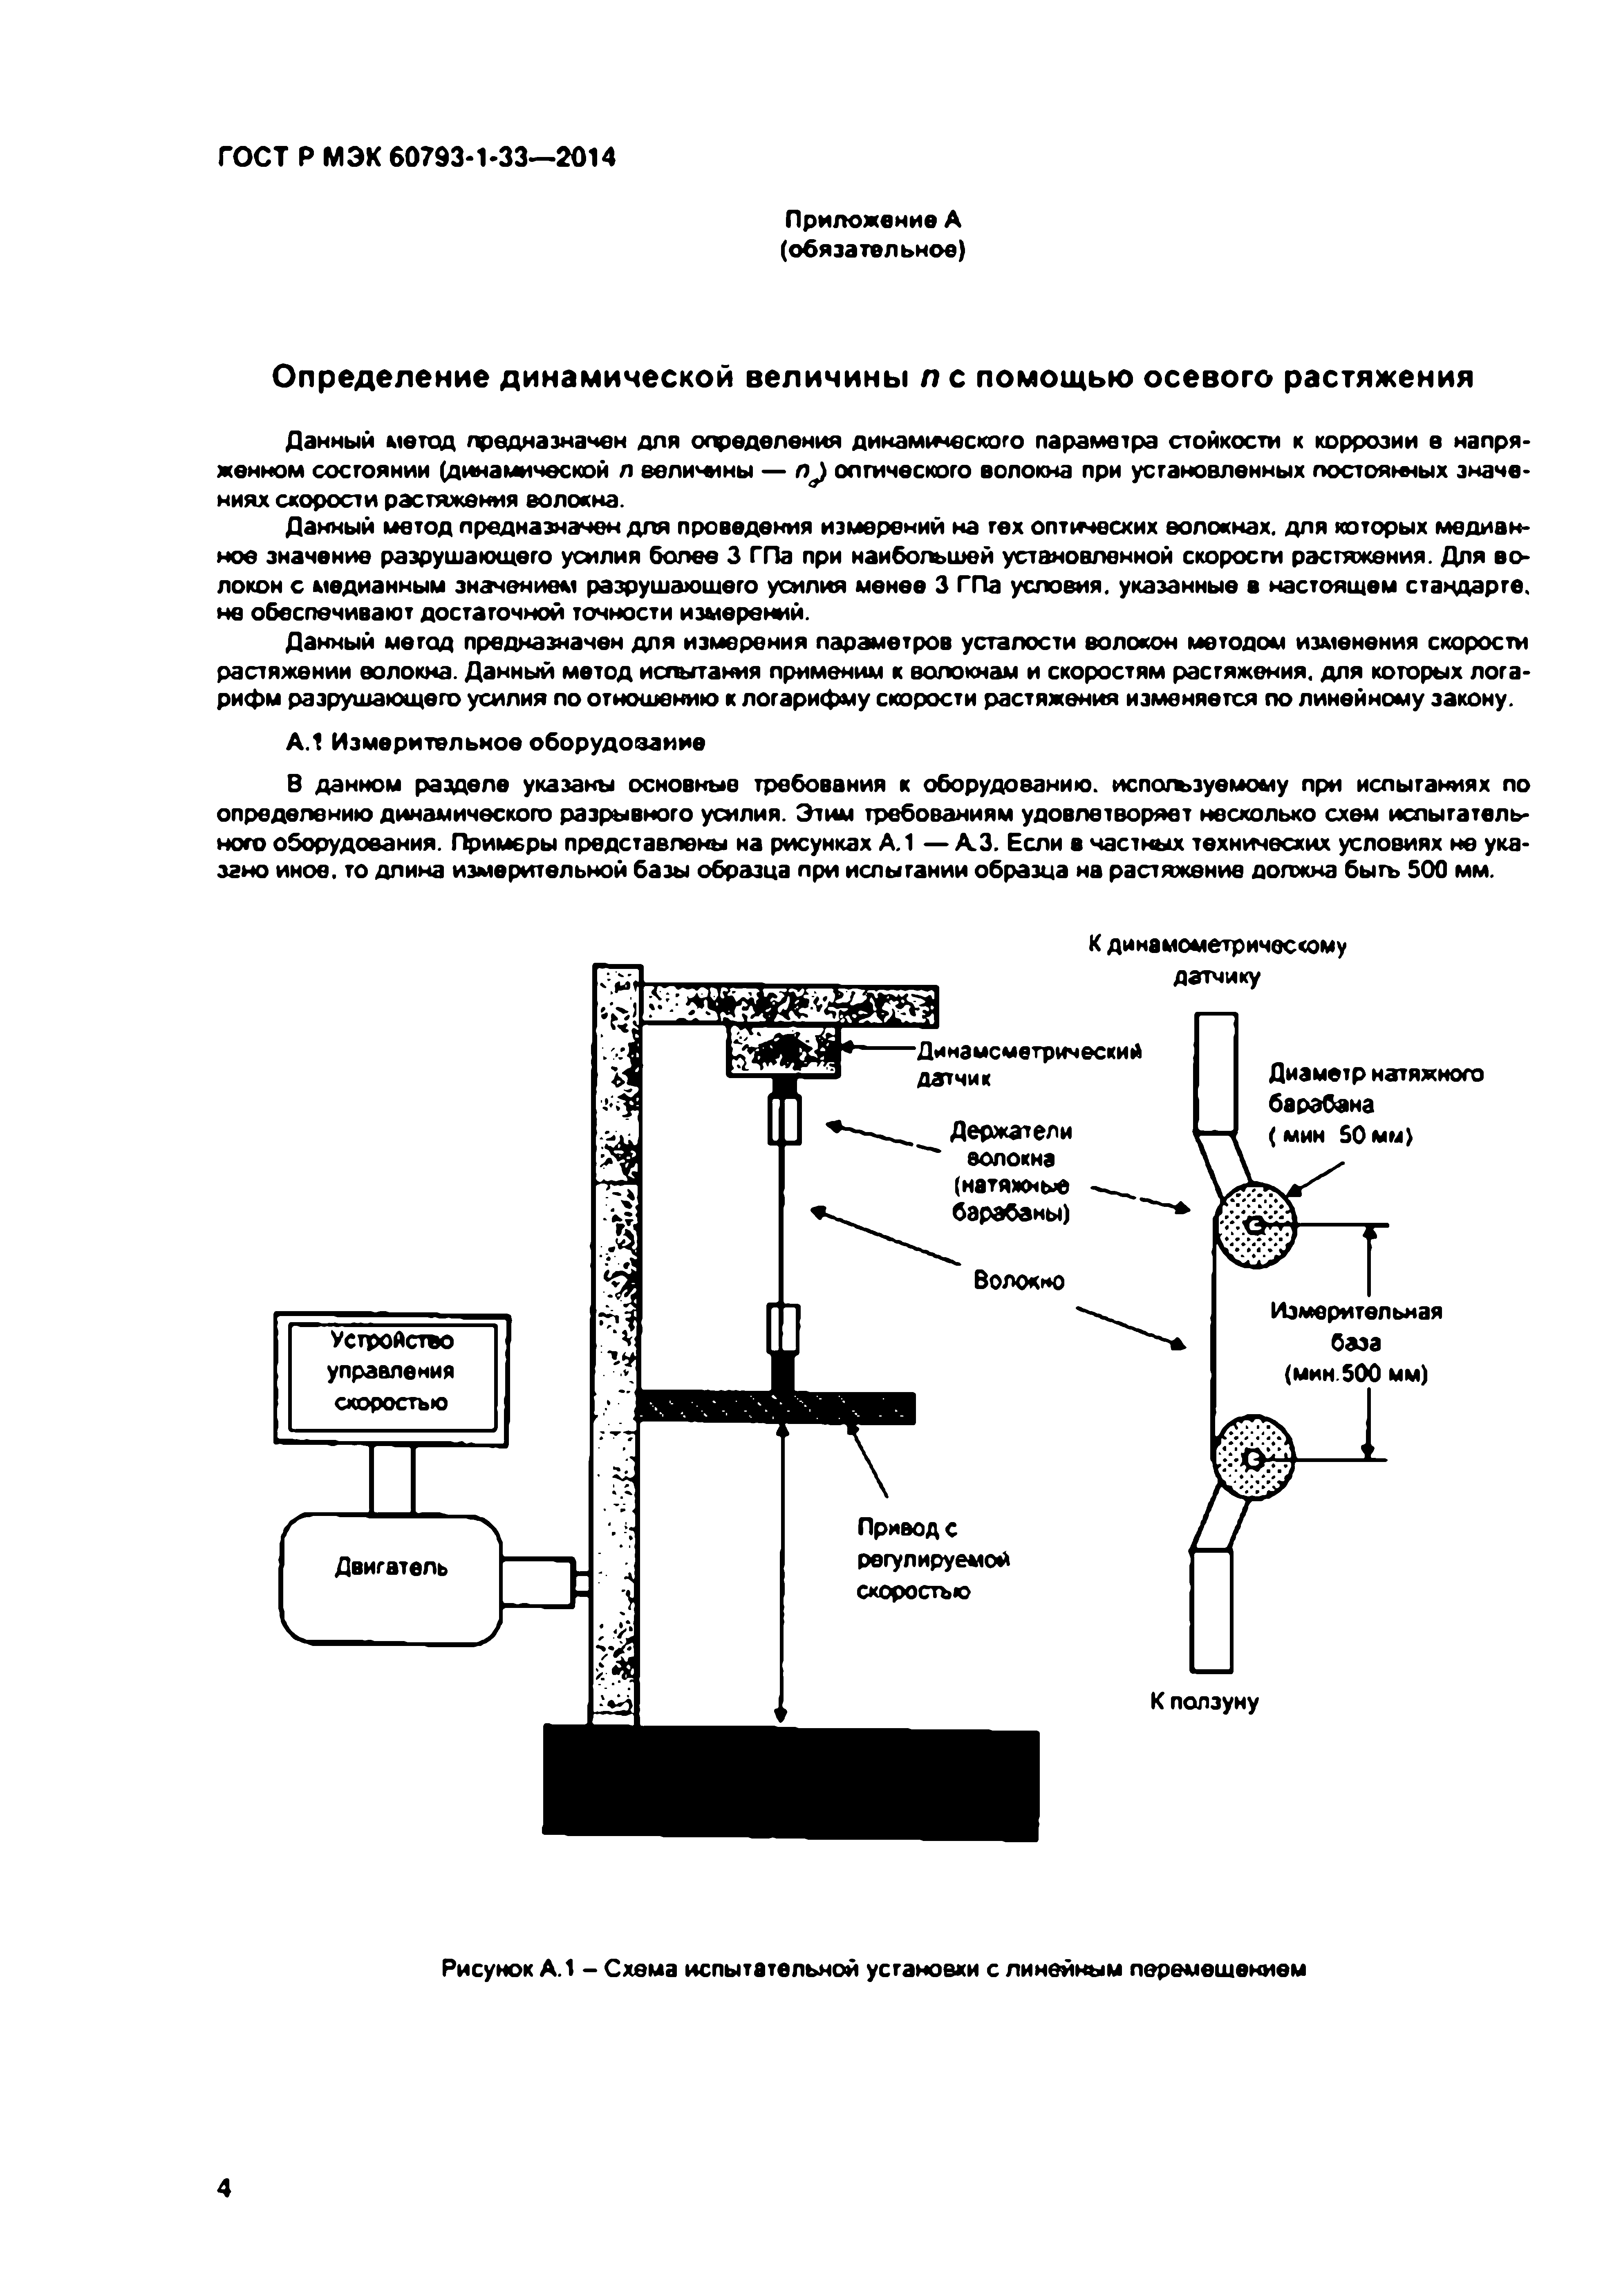 ГОСТ Р МЭК 60793-1-33—2014
Приложение А
(обязательное)
Определение динамической величины n с помощью осевого растяжения
Данный метод предназначен для определения динамического параметра стойкости к коррозии в напря-
женном состоянии (динамической n величины — n_d) оптического волокна при установленных постоянных значе-
ниях скорости растяжения волокна.
Данный метод предназначен для проведения измерений на тех оптических волокнах, для которых медиан-
ное значение разрушающего усилия более 3 ГПа при наибольшей установленной скорости растяжения. Для во-
локон с медианным значением разрушающего усилия менее 3 ГПа условия, указанные в настоящем стандарте,
не обеспечивают достаточной точности измерений.
Данный метод предназначен для измерения параметров усталости волокон методом изменения скорости
растяжении волокна. Данный метод испытания применим к волокнам и скоростям растяжения, для которых лога-
рифм разрушающего усилия по отношению к логарифму скорости растяжения изменяется по линейному закону.
А.1 Измерительное оборудование
В данном разделе указаны основные требования к оборудованию, используемому при испытаниях по
определению динамического разрывного усилия. Этим требованиям удовлетворяет несколько схем испытатель-
ного оборудования. Примеры представлены на рисунках А.1 — А.3. Если в частных технических условиях не ука-
зано иное, то длина измерительной базы образца при испытании образца на растяжение должна быть 500 мм.
К динамометрическому
датчику
Динамометрический
датчик
Диаметр натяжного
барабана
( мин 50 мм)
Держатели
волокна
(натяжные
барабаны)
Волокно
Измерительная
база
(мин.500 мм)
Устройство
управления
скоростью
Двигатель
Привод с
регулируемой
скоростью
К ползуну
Рисунок А.1 – Схема испытательной установки с линейным перемещением
4